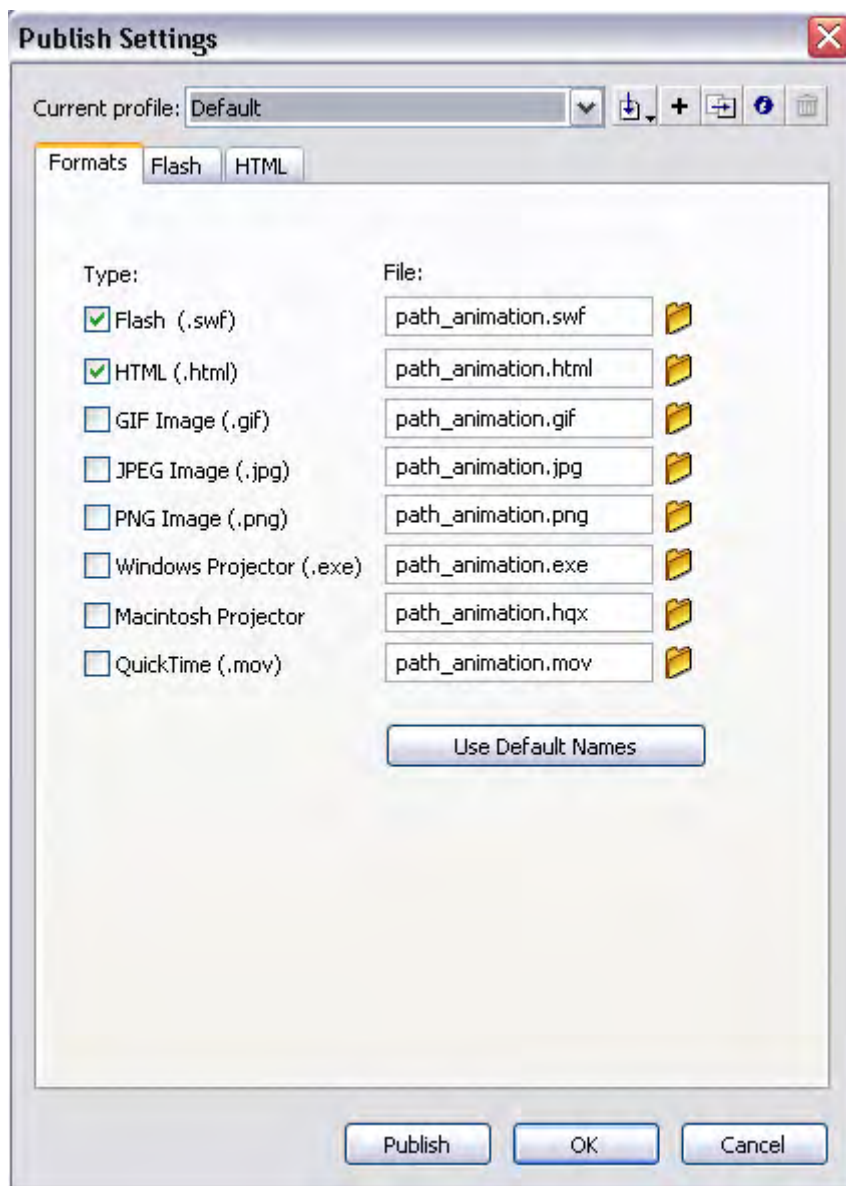 Publish Settings
Current profile: Default
Formats Flash HTML
Type: File:
Flash (.swf) path_animation.swf
HTML (.html) path_animation.html
GIF Image (.gif) path_animation.gif
JPEG Image (.jpg) path_animation.jpg
PNG Image (.png) path_animation.png
Windows Projector (.exe) path_animation.exe
Macintosh Projector path_animation.hqx
QuickTime (.mov) path_animation.mov
Use Default Names
Publish OK Cancel